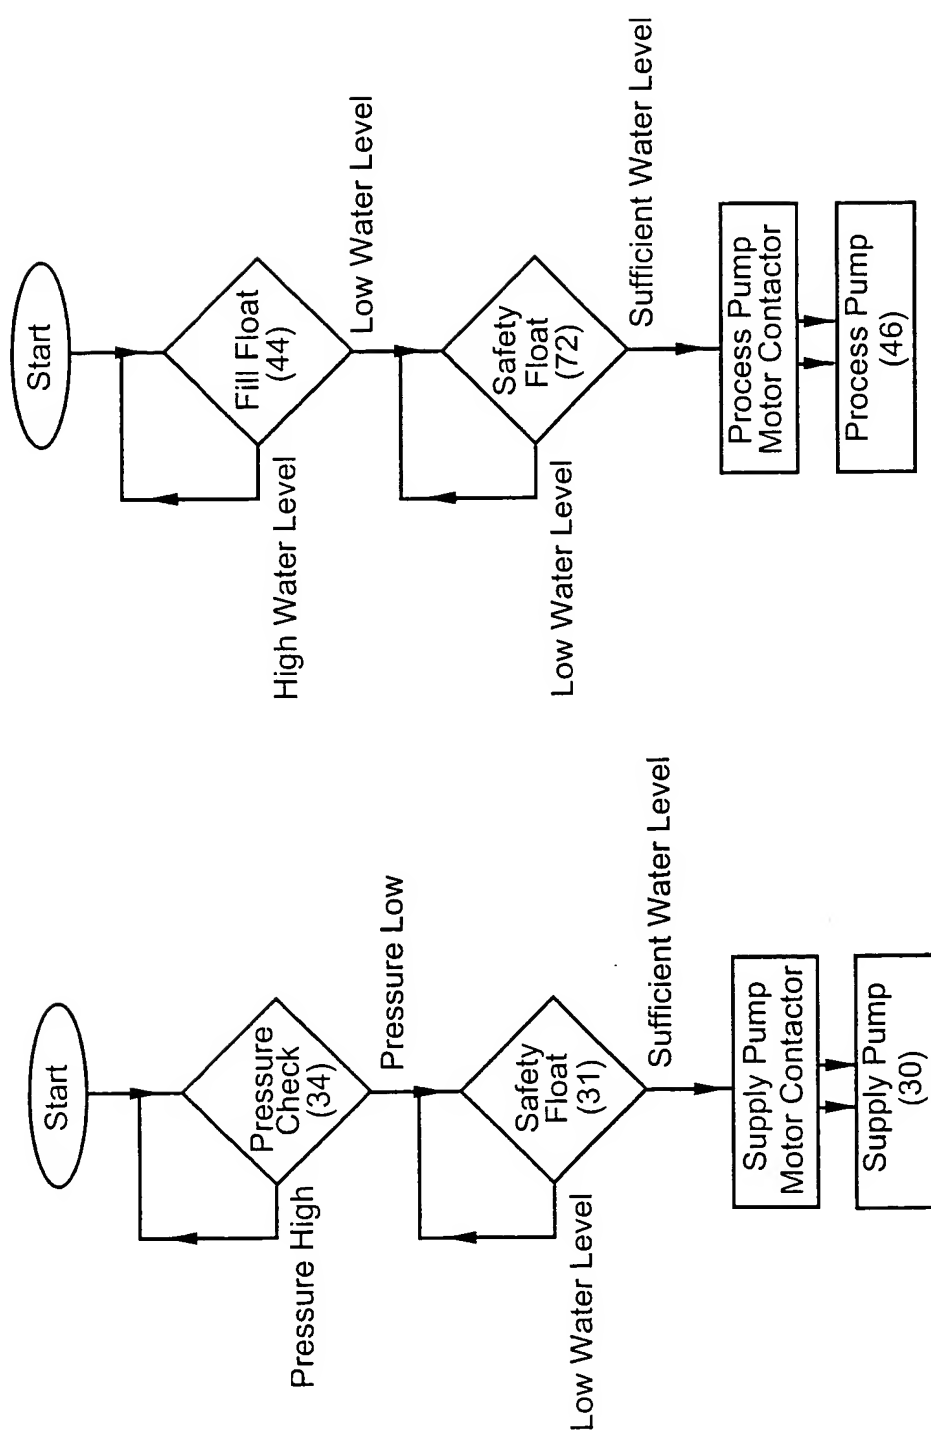 Start
Pressure
Check
(34)
Pressure High
Pressure Low
Safety
Float
(31)
Low Water Level
Sufficient Water Level
Supply Pump
Motor Contactor
Supply Pump
(30)
Start
Fill Float
(44)
High Water Level
Low Water Level
Safety
Float
(72)
Low Water Level
Sufficient Water Level
Process Pump
Motor Contactor
Process Pump
(46)